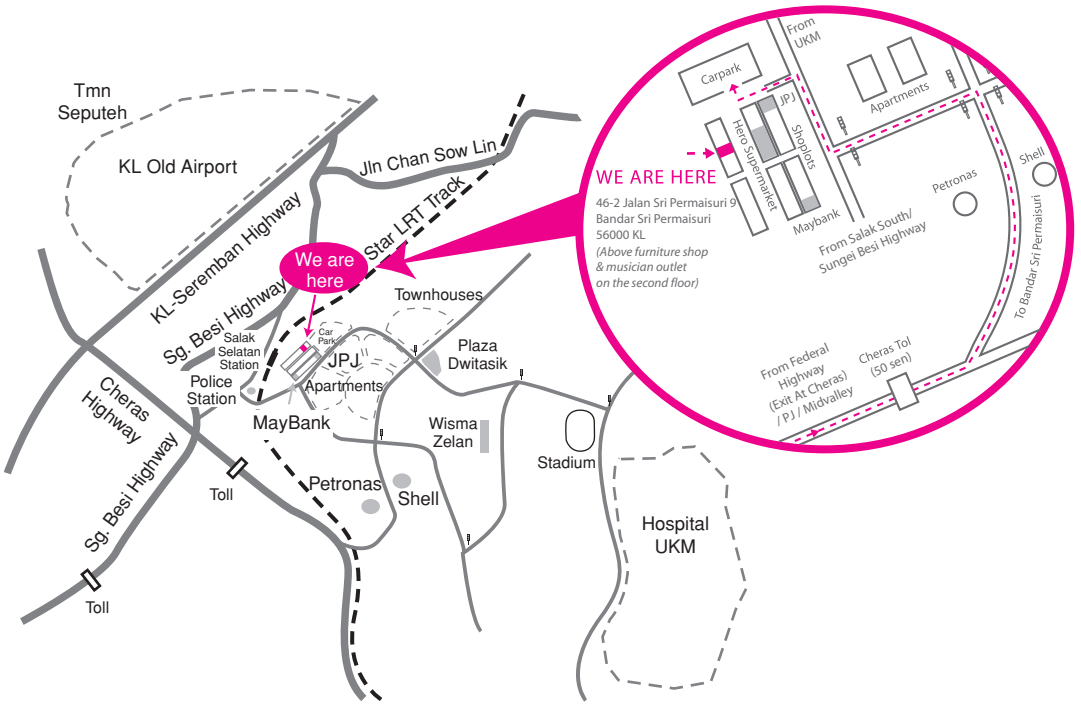 Tmn
Seputeh
KL Old Airport
Jln Chan Sow Lin
KL-Seremban Highway
Star LRT Track
We are
here
Sg. Besi Highway
Townhouses
Salak
Selatan
Station
Car
Park
JPJ
Apartments
Plaza
Dwitasik
Police
Station
MayBank
Cheras
Highway
Wisma
Zelan
Stadium
Sg. Besi Highway
Toll
Petronas
Shell
Hospital
UKM
Toll
From
UKM
Carpark
JPJ
Apartments
Hero Supermarket
Shoplots
Maybank
WE ARE HERE
46-2 Jalan Sri Permaisuri 9
Bandar Sri Permaisuri
56000 KL
(Above furniture shop
& musician outlet
on the second floor)
From Salak South/
Sungei Besi Highway
Petronas
Shell
To Bandar Sri Permaisuri
From Federal
Highway
(Exit At Cheras)
/ PJ / Midvalley
Cheras Tol
(50 sen)